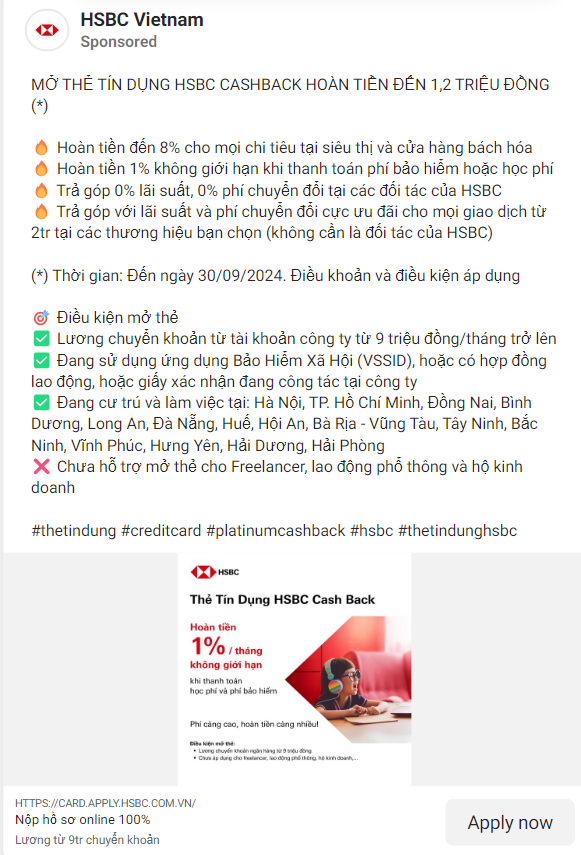 HSBC Vietnam
Sponsored
MỞ THẺ TÍN DỤNG HSBC CASHBACK HOÀN TIỀN ĐẾN 1,2 TRIỆU ĐỒNG
(*)
🔥 Hoàn tiền đến 8% cho mọi chi tiêu tại siêu thị và cửa hàng bách hóa
🔥 Hoàn tiền 1% không giới hạn khi thanh toán phí bảo hiểm hoặc học phí
🔥 Trả góp 0% lãi suất, 0% phí chuyển đổi tại các đối tác của HSBC
🔥 Trả góp với lãi suất và phí chuyển đổi cực ưu đãi cho mọi giao dịch từ
2tr tại các thương hiệu bạn chọn (không cần là đối tác của HSBC)
(*) Thời gian: Đến ngày 30/09/2024. Điều khoản và điều kiện áp dụng
🎯 Điều kiện mở thẻ
✅ Lương chuyển khoản từ tài khoản công ty từ 9 triệu đồng/tháng trở lên
✅ Đang sử dụng ứng dụng Bảo Hiểm Xã Hội (VSSID), hoặc có hợp đồng
lao động, hoặc giấy xác nhận đang công tác tại công ty
✅ Đang cư trú và làm việc tại: Hà Nội, TP. Hồ Chí Minh, Đồng Nai, Bình
Dương, Long An, Đà Nẵng, Huế, Hội An, Bà Rịa - Vũng Tàu, Tây Ninh, Bắc
Ninh, Vĩnh Phúc, Hưng Yên, Hải Dương, Hải Phòng
❌ Chưa hỗ trợ mở thẻ cho Freelancer, lao động phổ thông và hộ kinh
doanh
#thetindung #creditcard #platinumcashback #hsbc #thetindunghsbc
HSBC
Thẻ Tín Dụng HSBC Cash Back
Hoàn tiền
1% / tháng
không giới hạn
khi thanh toán
học phí và phí bảo hiểm
Phí càng cao, hoàn tiền càng nhiều!
Điều kiện mở thẻ:
• Lương chuyển khoản ngân hàng từ 9 triệu đồng
• Chưa áp dụng cho freelancer, lao động phổ thông, hộ kinh doanh,...
HTTPS://CARD.APPLY.HSBC.COM.VN/
Nộp hồ sơ online 100%
Lương từ 9tr chuyển khoản
Apply now